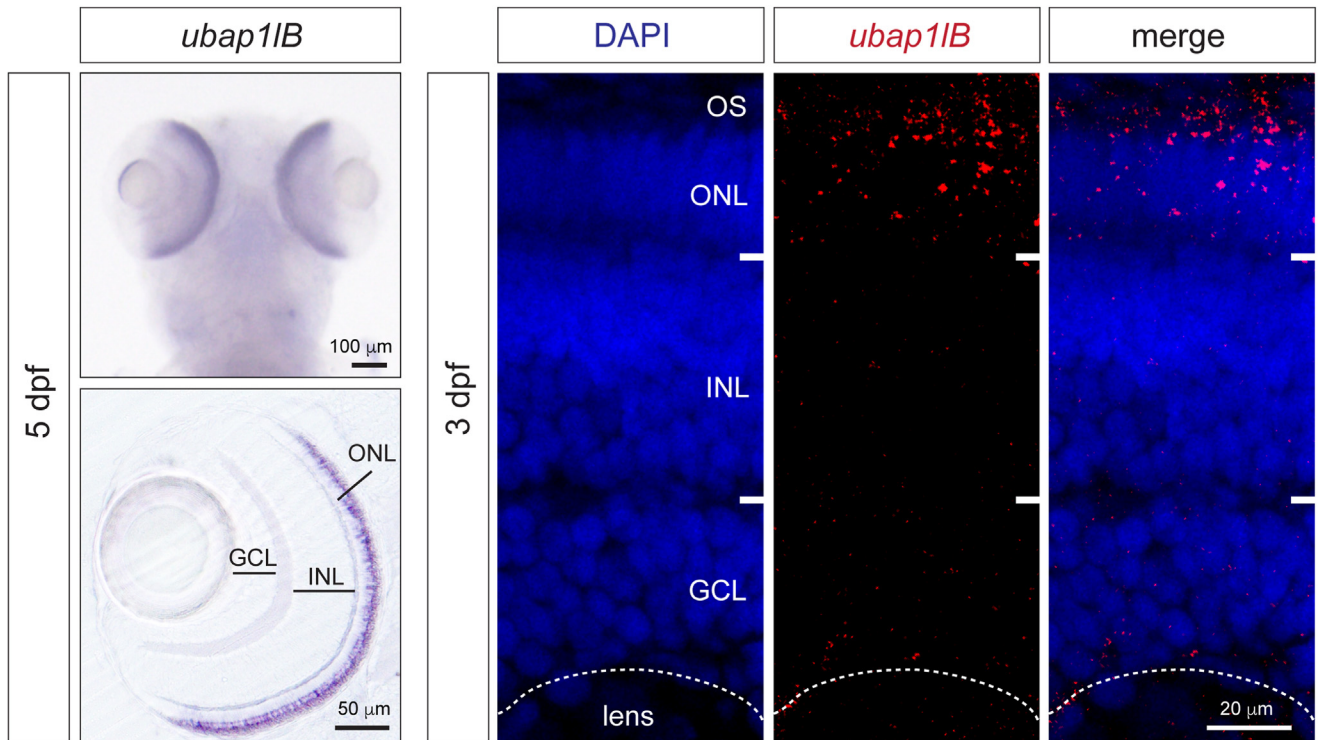 ubap1lB
5 dpf
100 μm
ONL
GCL
INL
50 μm
DAPI
ubap1lB
merge
3 dpf
OS
ONL
INL
GCL
lens
20 μm